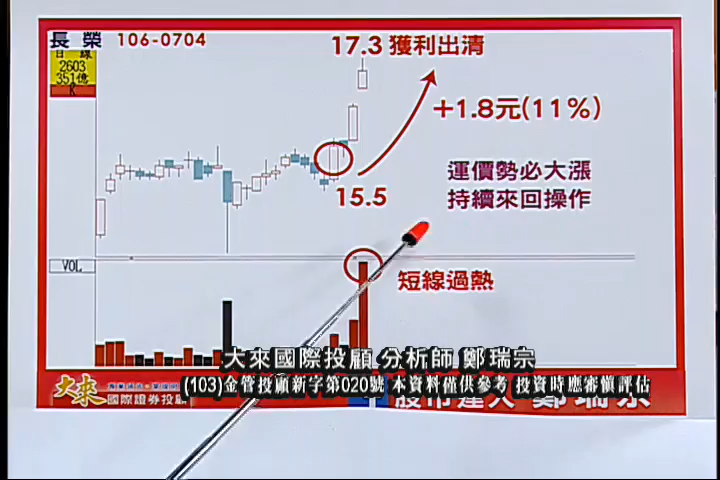 長榮 106-0704
17.3 獲利出清
日線
2603
351億
K
+1.8元(11%)
運價勢必大漲
持續來回操作
15.5
VOL
短線過熱
大來國際投顧 分析師 鄭瑞宗
(103)金管投顧新字第020號 本資料僅供參考 投資時應審慎評估
大來
國際證券投顧
股市達人 鄭瑞宗